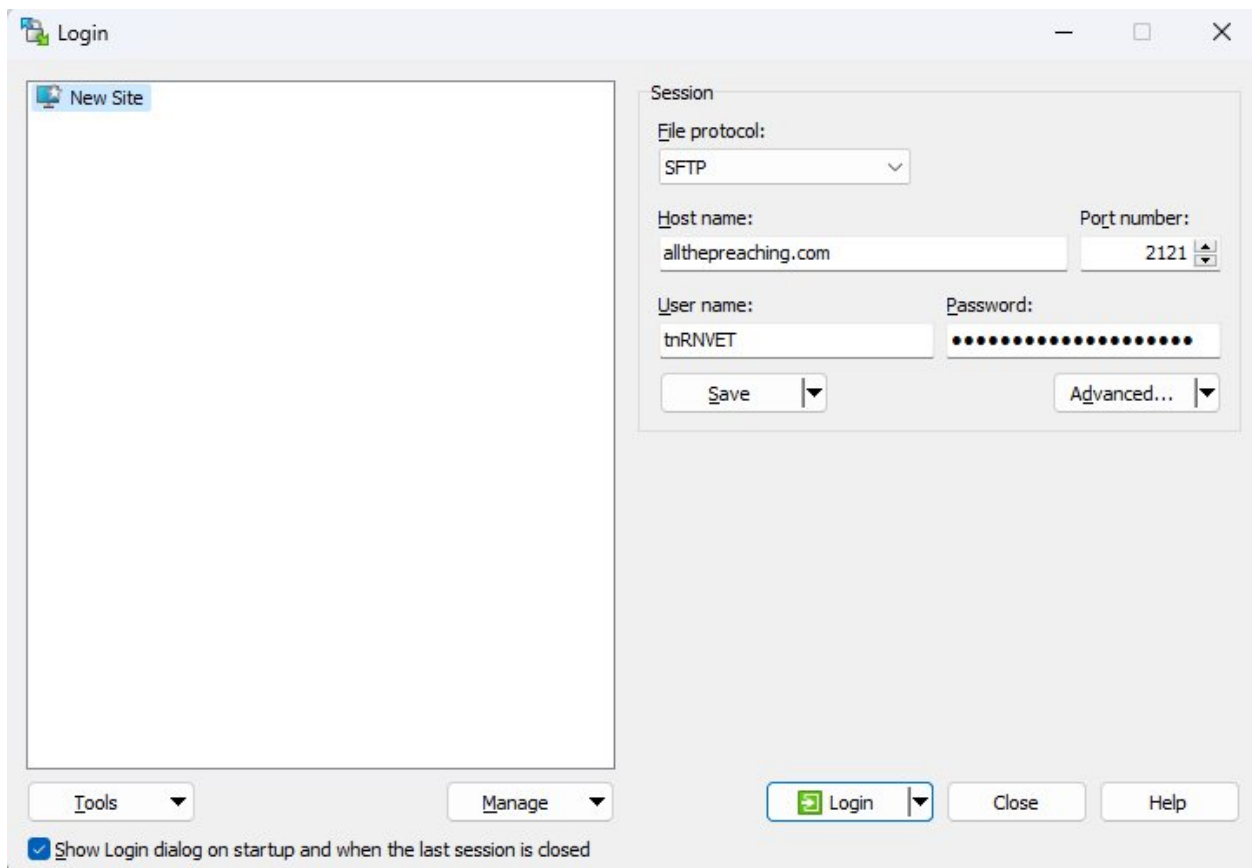 Login
New Site
Session
File protocol:
SFTP
Host name:
Port number:
allthepreaching.com
2121
User name:
Password:
tnRNVET
••••••••••••••••••••
Save
Advanced...
Tools
Manage
Login
Close
Help
Show Login dialog on startup and when the last session is closed